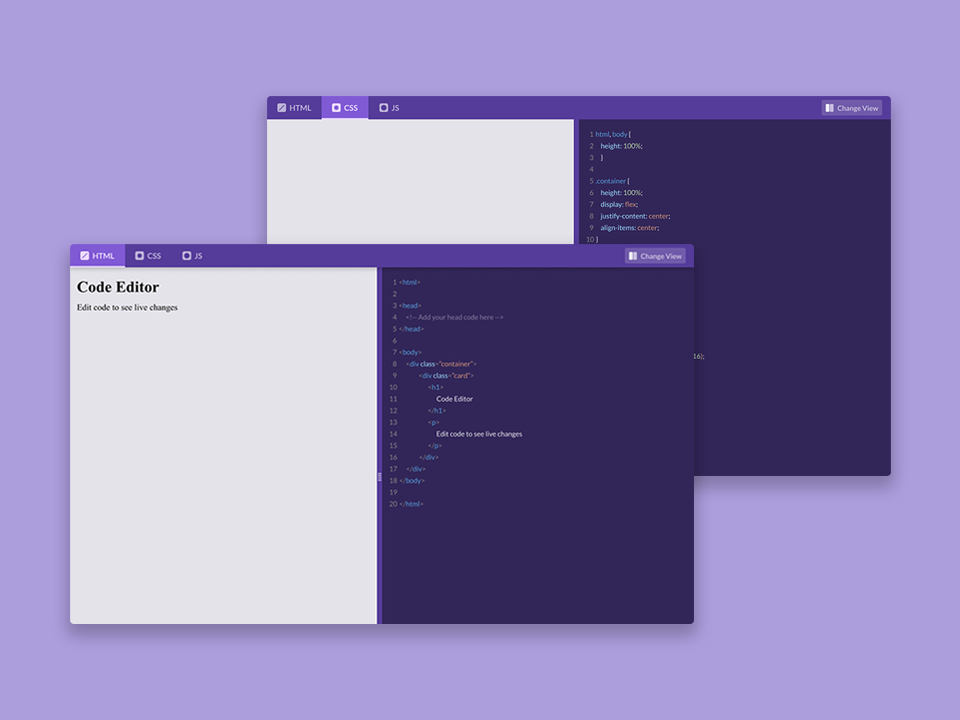 HTML CSS JS Change View
1 html, body {
2 height: 100%;
3 }
4
5 .container {
6 height: 100%;
7 display: flex;
8 justify-content: center;
9 align-items: center;
10 }
16);
HTML CSS JS Change View
Code Editor
Edit code to see live changes
1 <html>
2
3 <head>
4 <!-- Add your head code here -->
5 </head>
6
7 <body>
8 <div class="container">
9 <div class="card">
10 <h1>
11 Code Editor
12 </h1>
13 <p>
14 Edit code to see live changes
15 </p>
16 </div>
17 </div>
18 </body>
19
20 </html>